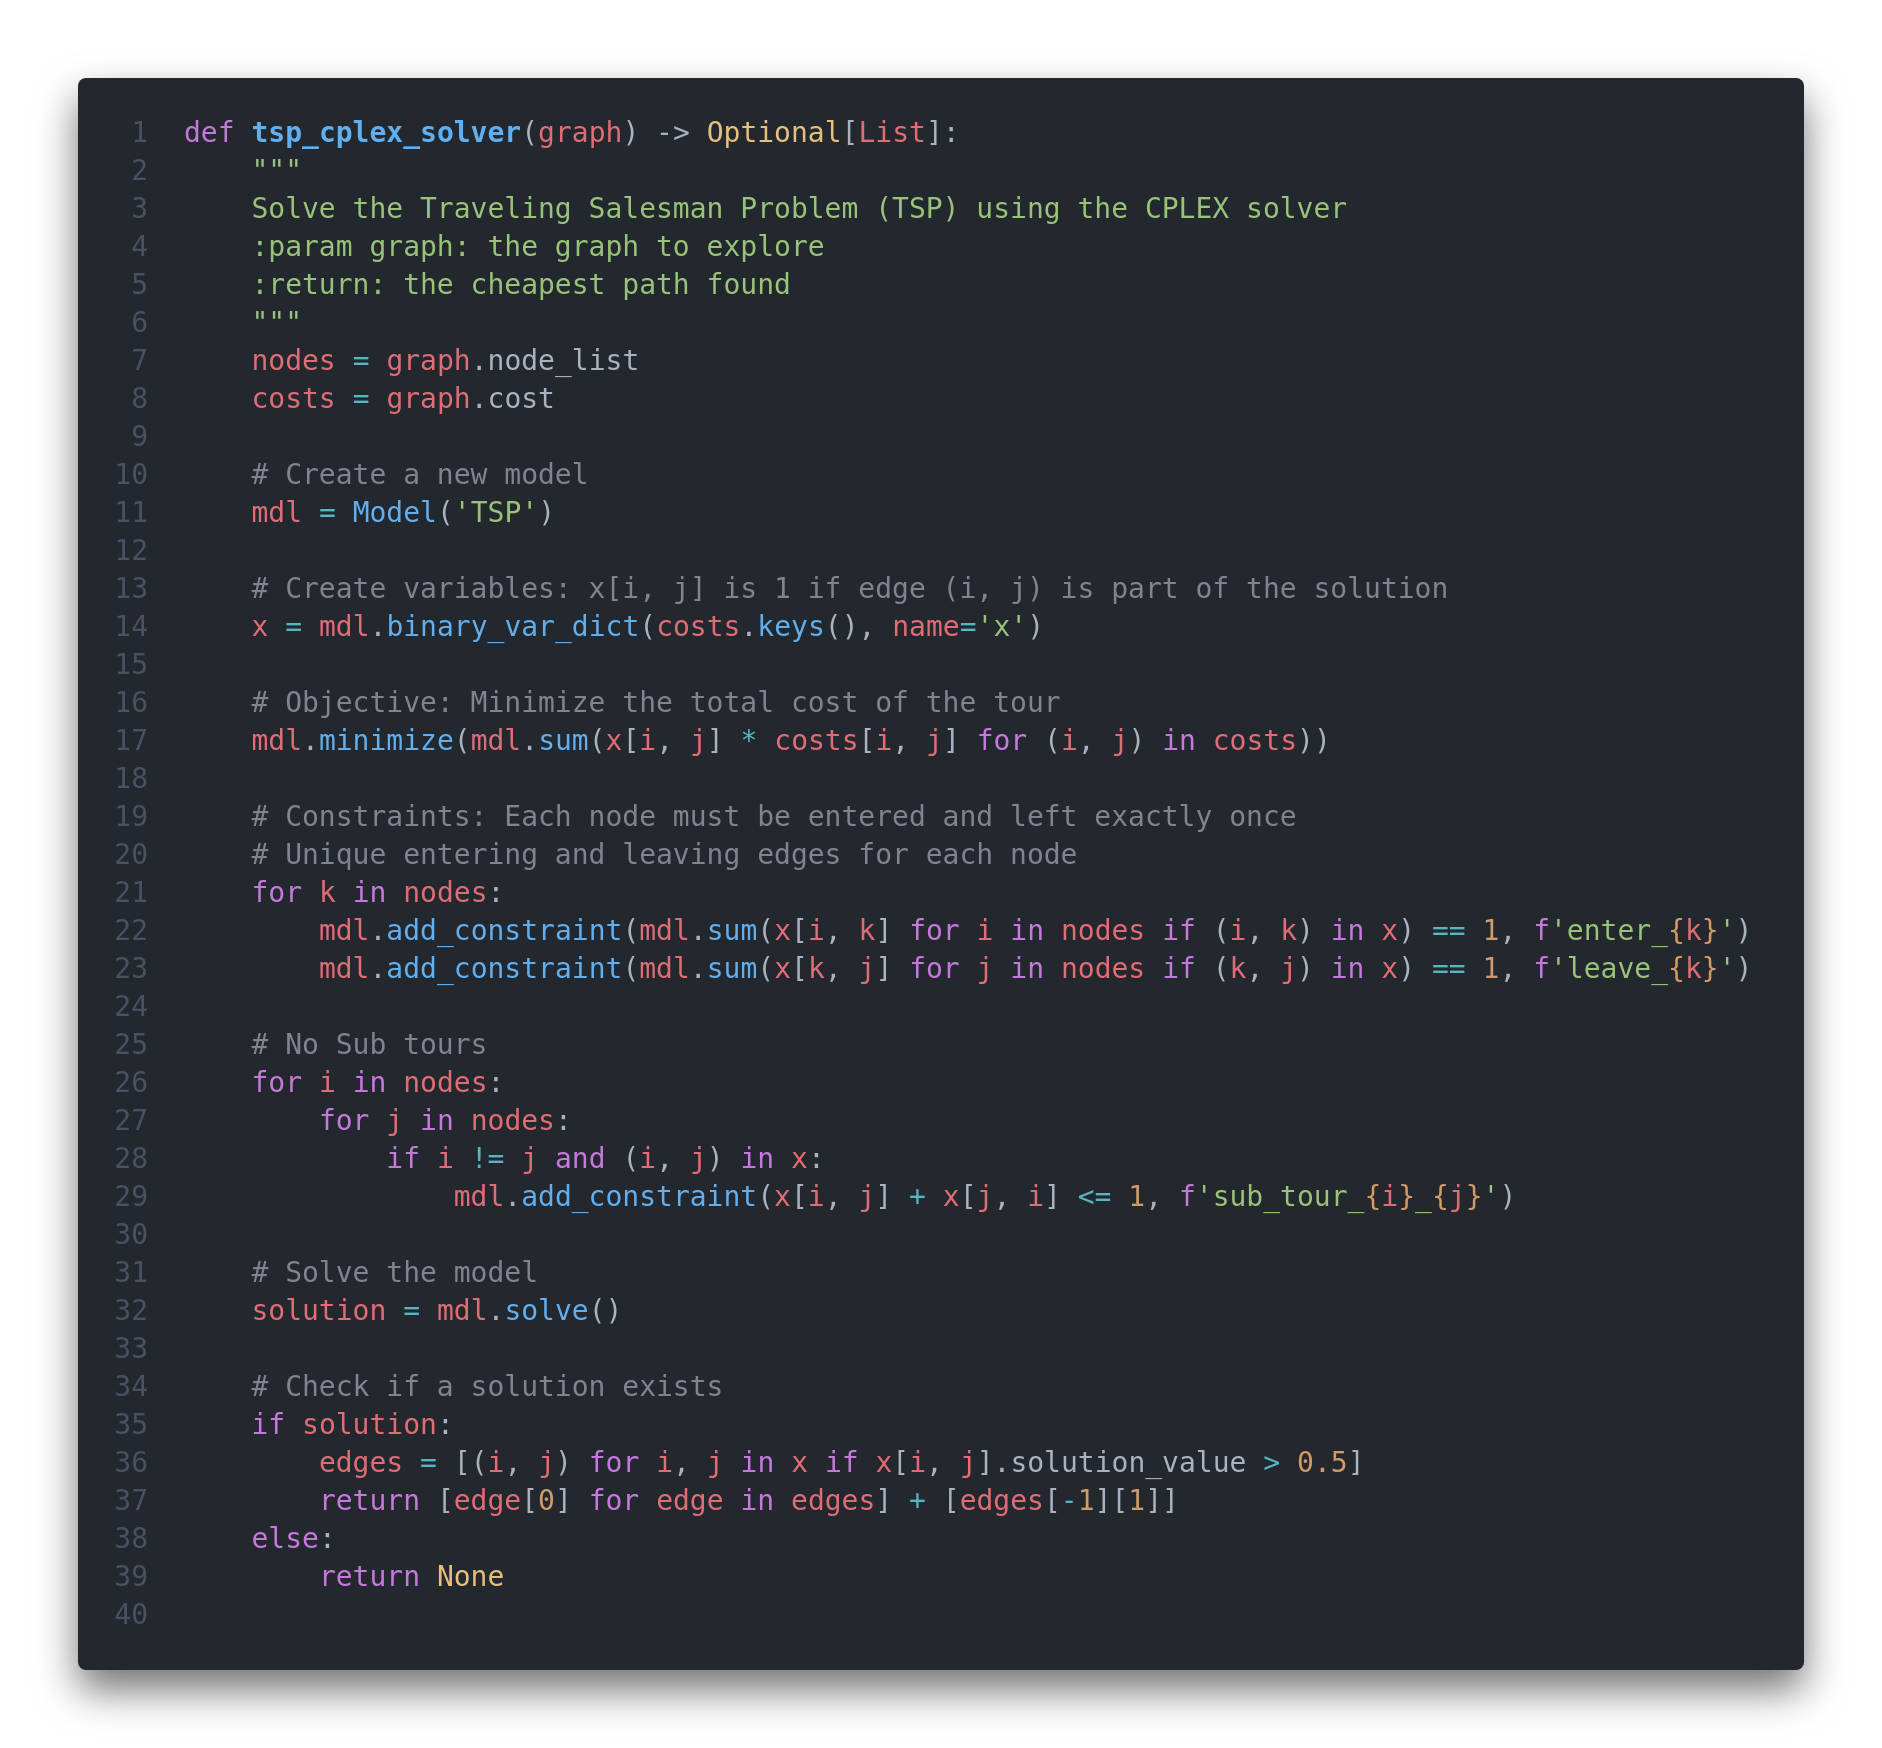 1 def tsp_cplex_solver(graph) -> Optional[List]:
2     """
3     Solve the Traveling Salesman Problem (TSP) using the CPLEX solver
4     :param graph: the graph to explore
5     :return: the cheapest path found
6     """
7     nodes = graph.node_list
8     costs = graph.cost
9
10     # Create a new model
11     mdl = Model('TSP')
12
13     # Create variables: x[i, j] is 1 if edge (i, j) is part of the solution
14     x = mdl.binary_var_dict(costs.keys(), name='x')
15
16     # Objective: Minimize the total cost of the tour
17     mdl.minimize(mdl.sum(x[i, j] * costs[i, j] for (i, j) in costs))
18
19     # Constraints: Each node must be entered and left exactly once
20     # Unique entering and leaving edges for each node
21     for k in nodes:
22         mdl.add_constraint(mdl.sum(x[i, k] for i in nodes if (i, k) in x) == 1, f'enter_{k}')
23         mdl.add_constraint(mdl.sum(x[k, j] for j in nodes if (k, j) in x) == 1, f'leave_{k}')
24
25     # No Sub tours
26     for i in nodes:
27         for j in nodes:
28             if i != j and (i, j) in x:
29                 mdl.add_constraint(x[i, j] + x[j, i] <= 1, f'sub_tour_{i}_{j}')
30
31     # Solve the model
32     solution = mdl.solve()
33
34     # Check if a solution exists
35     if solution:
36         edges = [(i, j) for i, j in x if x[i, j].solution_value > 0.5]
37         return [edge[0] for edge in edges] + [edges[-1][1]]
38     else:
39         return None
40